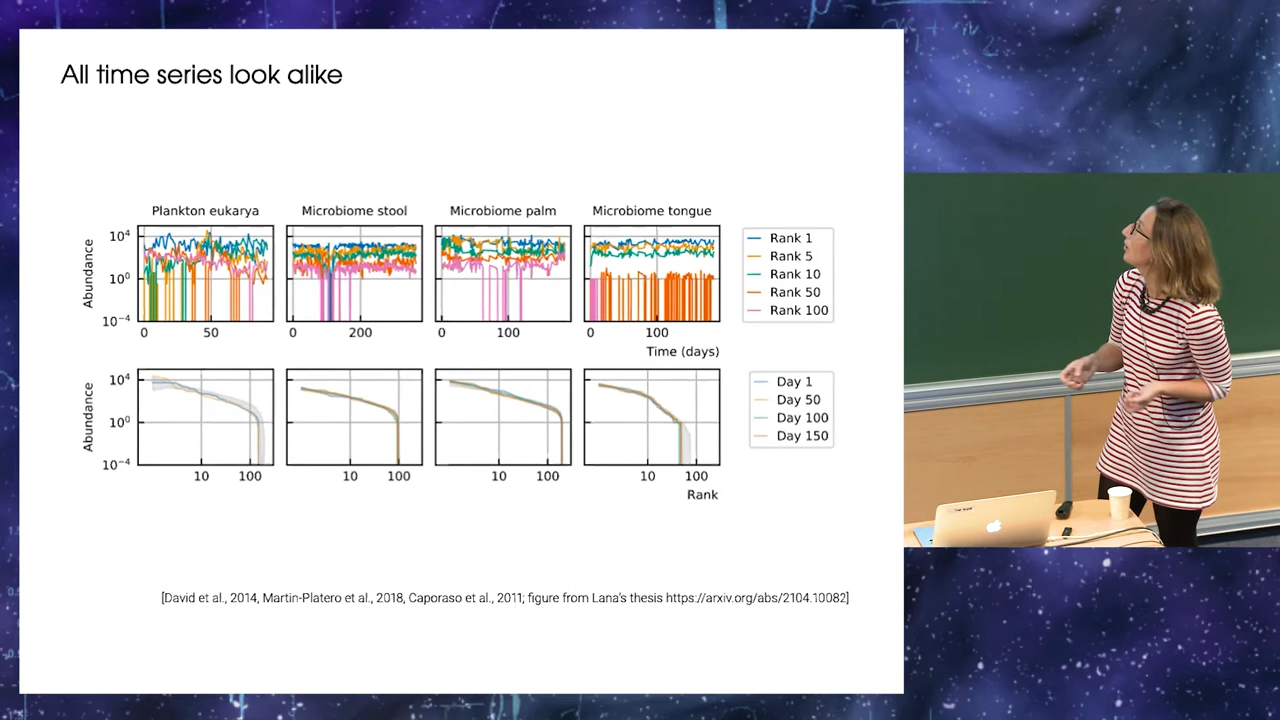 All time series look alike
Plankton eukarya
Microbiome stool
Microbiome palm
Microbiome tongue
Abundance
10⁴
10⁰
10⁻⁴
0 50
0 200
0 100
0 100
Time (days)
Rank 1
Rank 5
Rank 10
Rank 50
Rank 100
Abundance
10⁴
10⁰
10⁻⁴
10 100
10 100
10 100
10 100
Rank
Day 1
Day 50
Day 100
Day 150
[David et al., 2014, Martin-Platero et al., 2018, Caporaso et al., 2011; figure from Lana's thesis https://arxiv.org/abs/2104.10082]